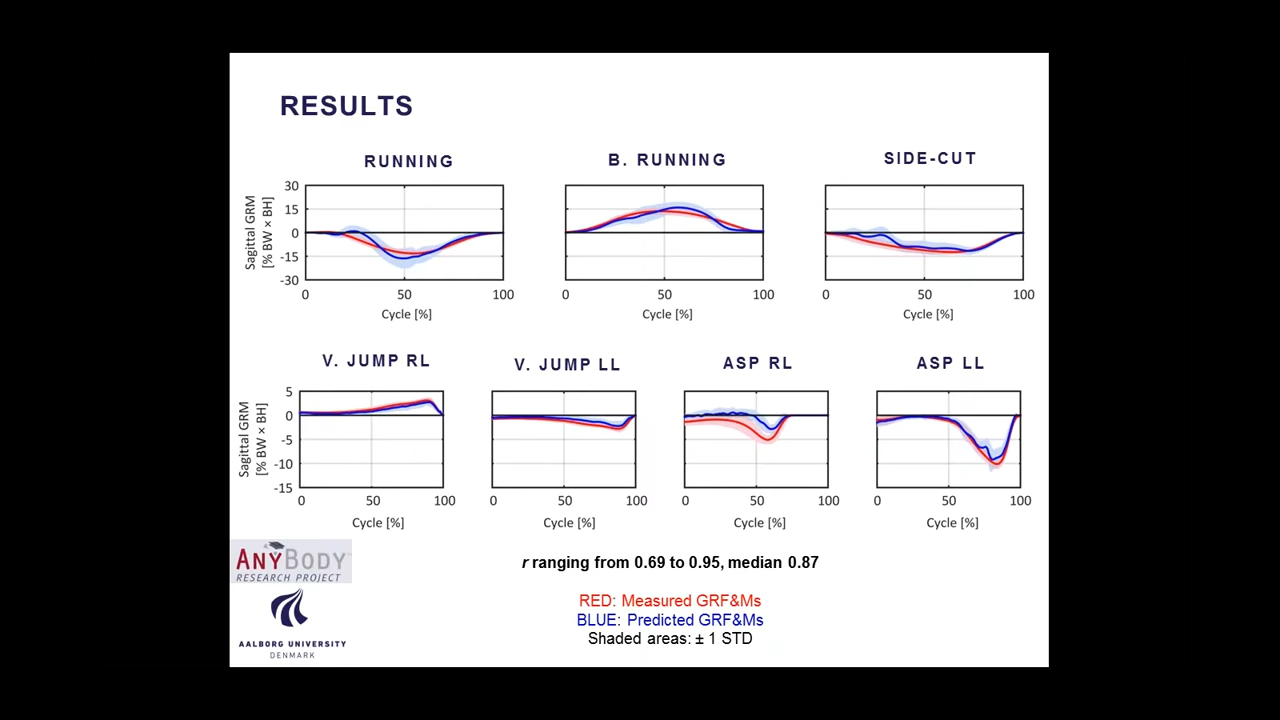 RESULTS
RUNNING
B. RUNNING
SIDE-CUT
Sagittal GRM
[% BW × BH]
30
15
0
-15
-30
0 50 100
Cycle [%]
0 50 100
Cycle [%]
0 50 100
Cycle [%]
V. JUMP RL
V. JUMP LL
ASP RL
ASP LL
Sagittal GRM
[% BW × BH]
5
0
-5
-10
-15
0 50 100
Cycle [%]
0 50 100
Cycle [%]
0 50 100
Cycle [%]
0 50 100
Cycle [%]
ANYBODY
RESEARCH PROJECT
AALBORG UNIVERSITY
DENMARK
r ranging from 0.69 to 0.95, median 0.87
RED: Measured GRF&Ms
BLUE: Predicted GRF&Ms
Shaded areas: ± 1 STD